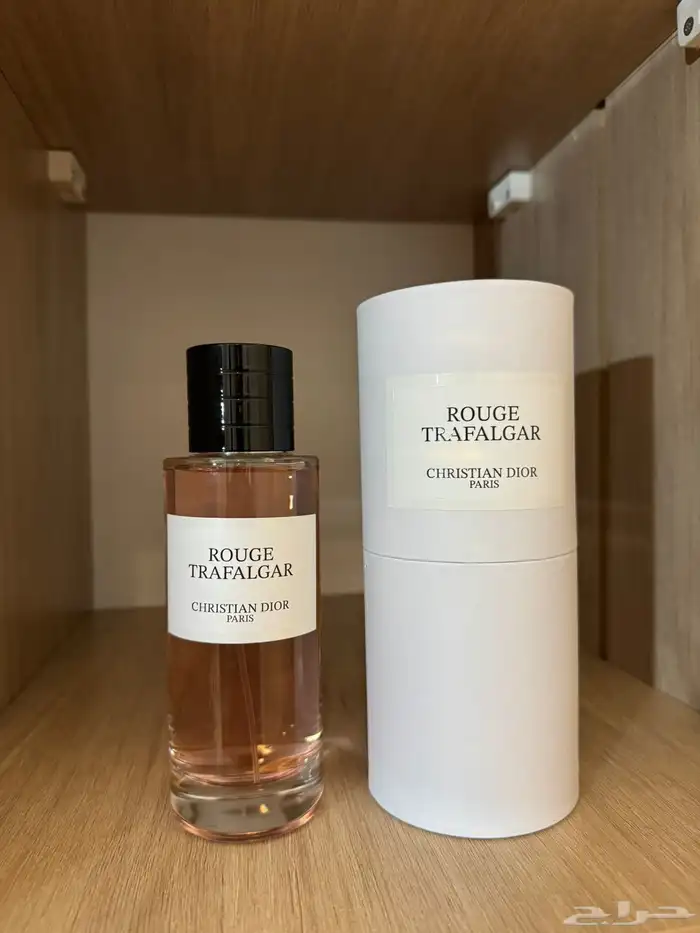 ROUGE
TRAFALGAR
CHRISTIAN DIOR
PARIS
ROUGE
TRAFALGAR
CHRISTIAN DIOR
PARIS
حراج